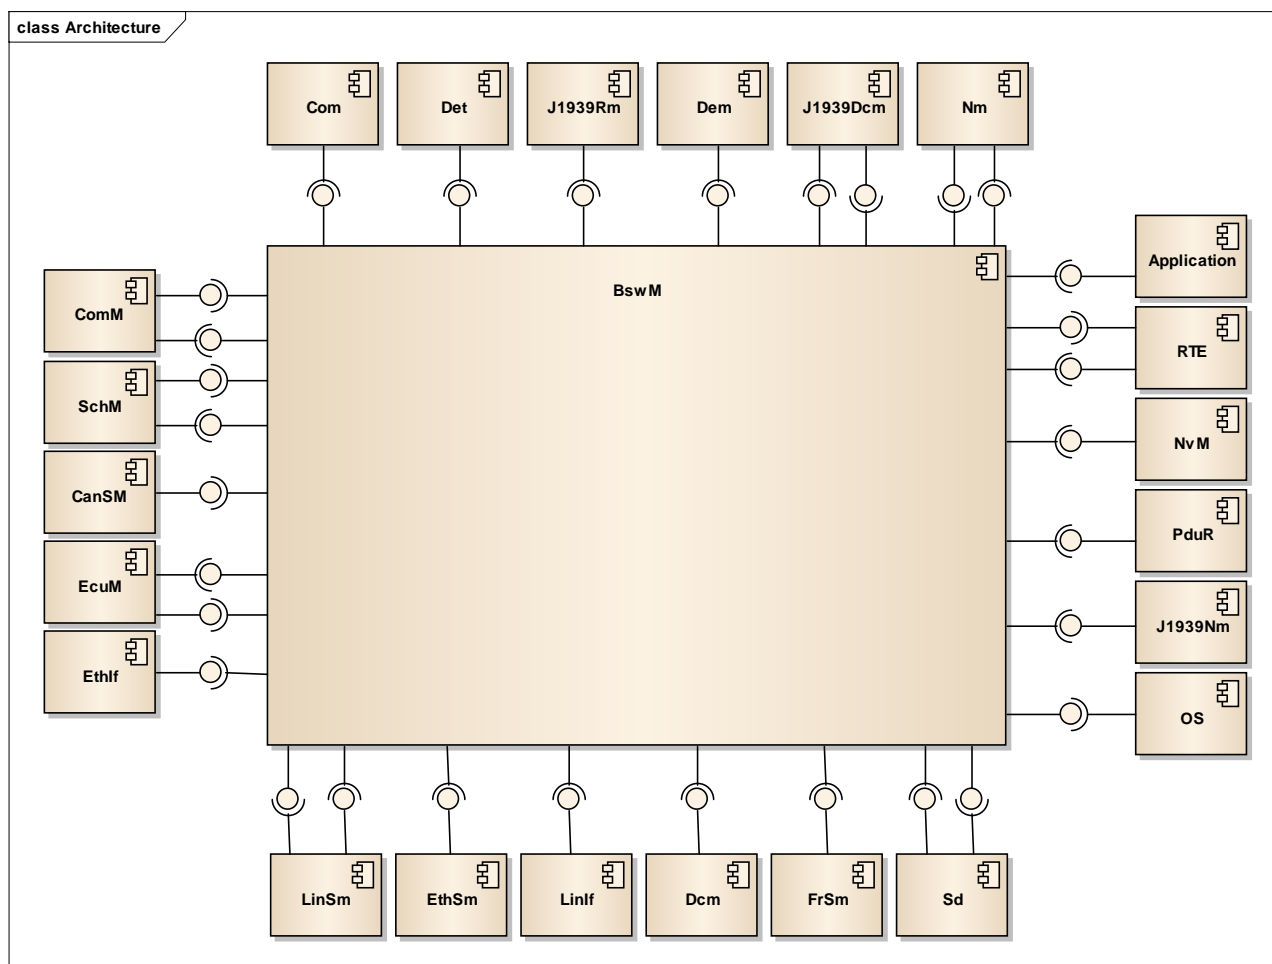 class Architecture
Com
Det
J1939Rm
Dem
J1939Dcm
Nm
Application
BswM
ComM
RTE
SchM
NvM
CanSM
PduR
EcuM
J1939Nm
EthIf
OS
LinSm
EthSm
LinIf
Dcm
FrSm
Sd